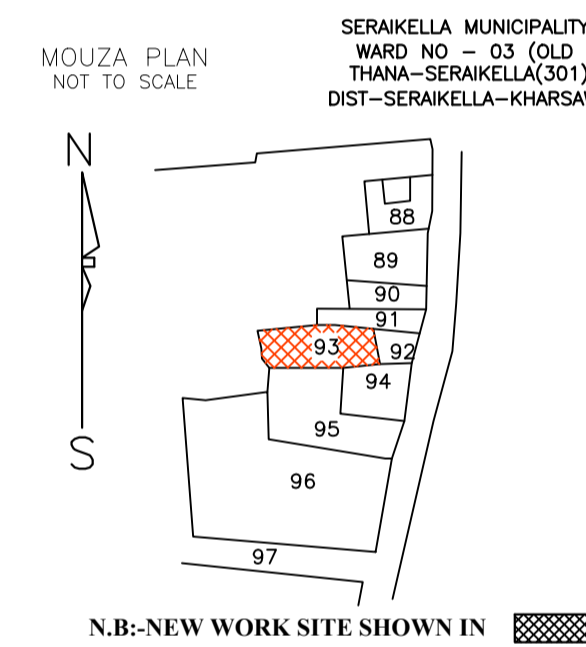 MOUZA PLAN
NOT TO SCALE
SERAIKELLA MUNICIPALITY
WARD NO – 03 (OLD
THANA–SERAIKELLA(301)
DIST–SERAIKELLA–KHARSA
N
88
89
90
91
93
92
94
95
S
96
97
N.B:-NEW WORK SITE SHOWN IN